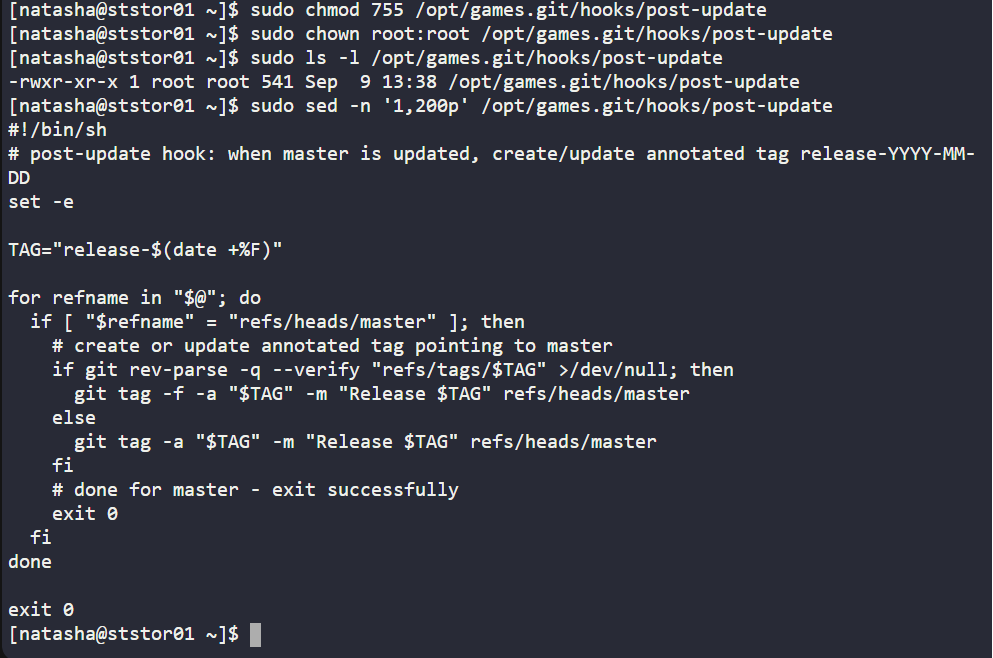 [natasha@ststor01 ~]$ sudo chmod 755 /opt/games.git/hooks/post-update
[natasha@ststor01 ~]$ sudo chown root:root /opt/games.git/hooks/post-update
[natasha@ststor01 ~]$ sudo ls -l /opt/games.git/hooks/post-update
-rwxr-xr-x 1 root root 541 Sep  9 13:38 /opt/games.git/hooks/post-update
[natasha@ststor01 ~]$ sudo sed -n '1,200p' /opt/games.git/hooks/post-update
#!/bin/sh
# post-update hook: when master is updated, create/update annotated tag release-YYYY-MM-
DD
set -e

TAG="release-$(date +%F)"

for refname in "$@"; do
  if [ "$refname" = "refs/heads/master" ]; then
    # create or update annotated tag pointing to master
    if git rev-parse -q --verify "refs/tags/$TAG" >/dev/null; then
      git tag -f -a "$TAG" -m "Release $TAG" refs/heads/master
    else
      git tag -a "$TAG" -m "Release $TAG" refs/heads/master
    fi
    # done for master - exit successfully
    exit 0
  fi
done

exit 0
[natasha@ststor01 ~]$